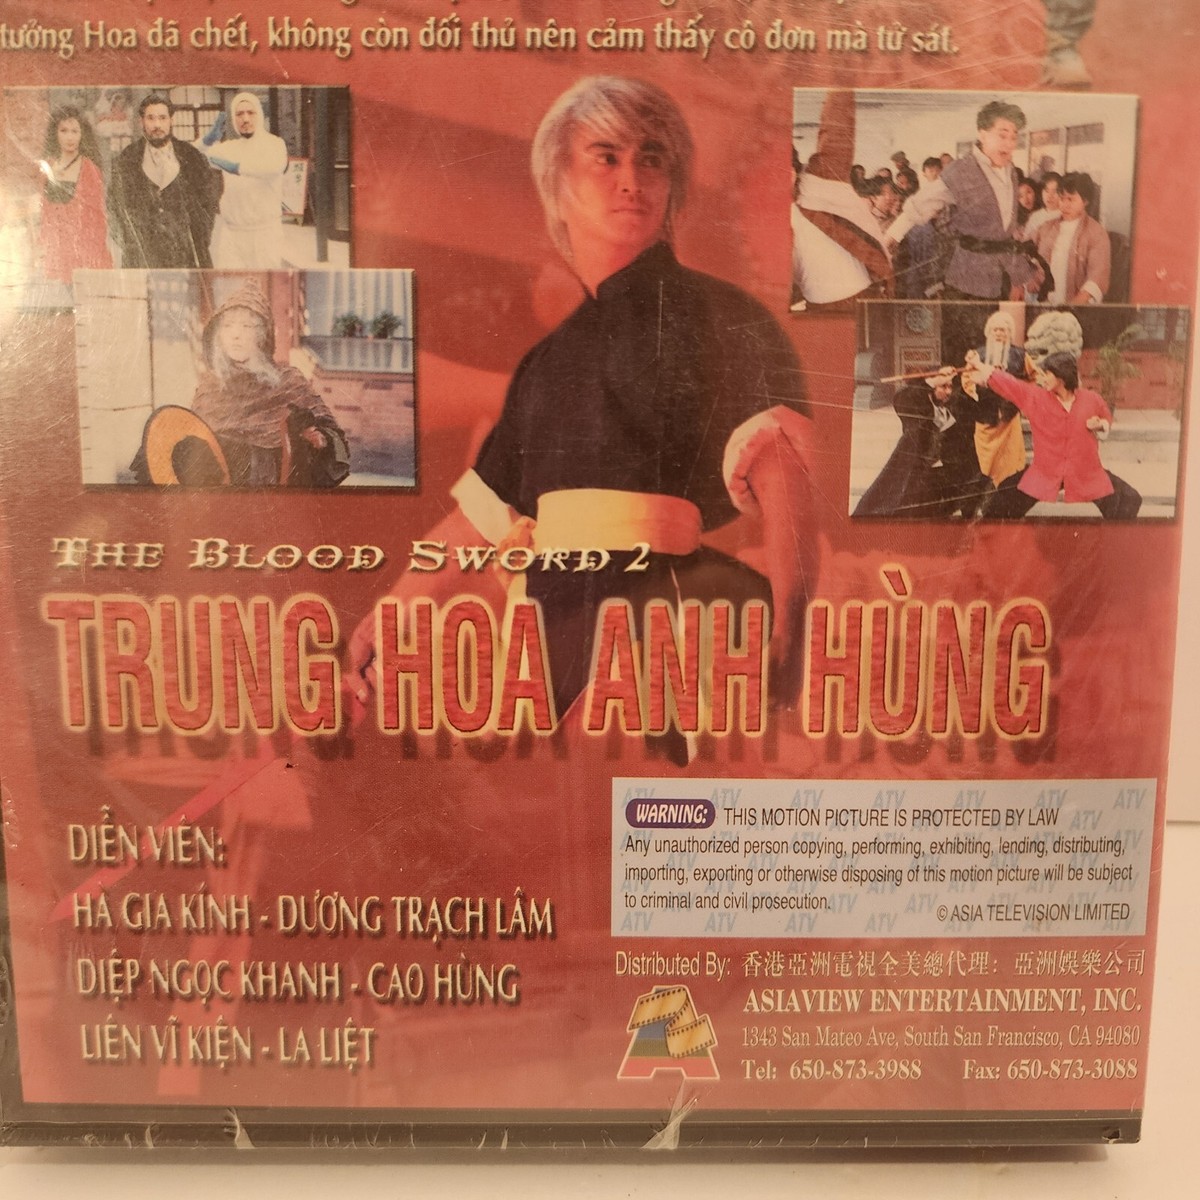 tưởng Hoa đã chết, không còn đối thủ nên cảm thấy cô đơn mà tử sát.
THE BLOOD SWORD 2
TRUNG HOA ANH HÙNG
DIỄN VIÊN:
HÀ GIA KÍNH - DƯƠNG TRẠCH LÂM
DIỆP NGỌC KHANH - CAO HÙNG
LIÊN VĨ KIỆN - LA LIỆT
WARNING: THIS MOTION PICTURE IS PROTECTED BY LAW
Any unauthorized person copying, performing, exhibiting, lending, distributing,
importing, exporting or otherwise disposing of this motion picture will be subject
to criminal and civil prosecution.
© ASIA TELEVISION LIMITED
Distributed By: 香港亞洲電視全美總代理: 亞洲娛樂公司
ASIAVIEW ENTERTAINMENT, INC.
1343 San Mateo Ave, South San Francisco, CA 94080
Tel: 650-873-3988 Fax: 650-873-3088